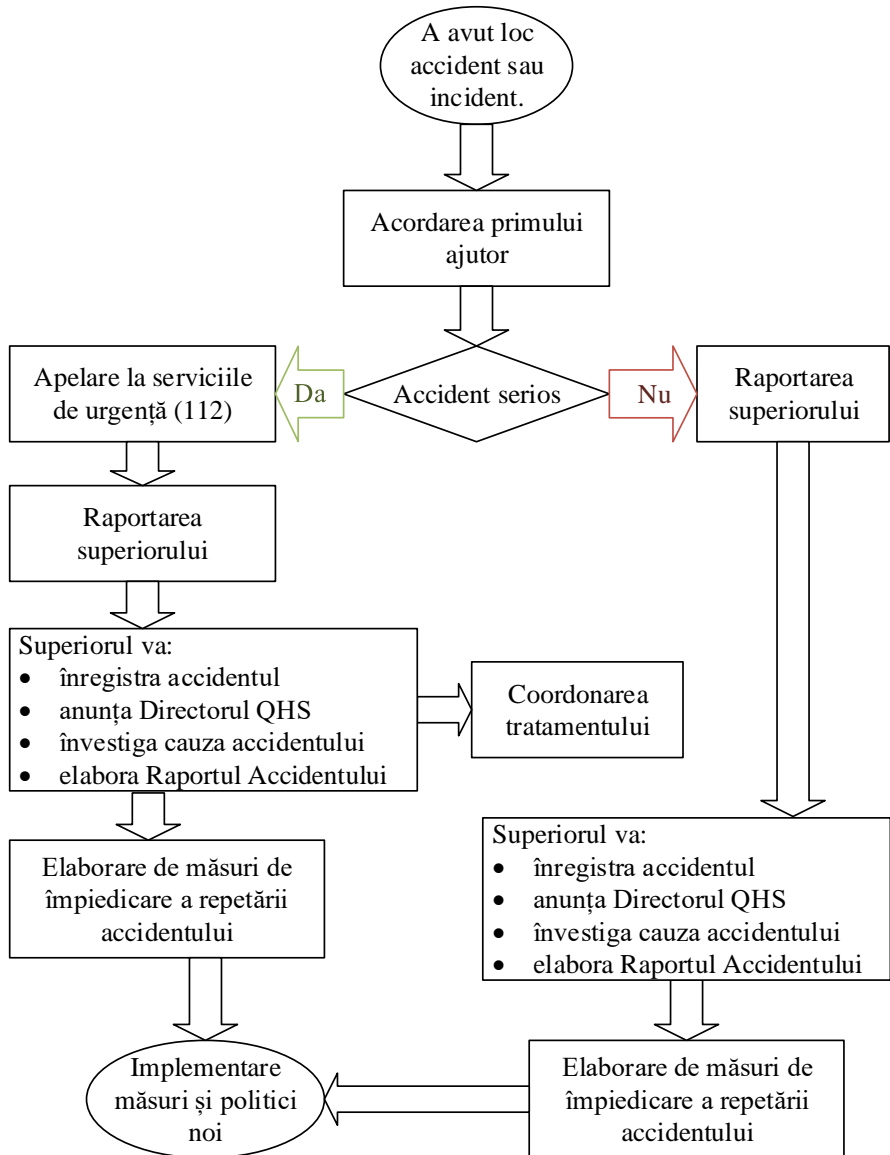 A avut loc
accident sau
incident.
Acordarea primului
ajutor
Apelare la serviciile
de urgență (112)
Da
Accident serios
Nu
Raportarea
superiorului
Raportarea
superiorului
Superiorul va:
• înregistra accidentul
• anunța Directorul QHS
• învestiga cauza accidentului
• elabora Raportul Accidentului
Coordonarea
tratamentului
Elaborare de măsuri de
împiedicare a repetării
accidentului
Superiorul va:
• înregistra accidentul
• anunța Directorul QHS
• învestiga cauza accidentului
• elabora Raportul Accidentului
Implementare
măsuri și politici
noi
Elaborare de măsuri de
împiedicare a repetării
accidentului